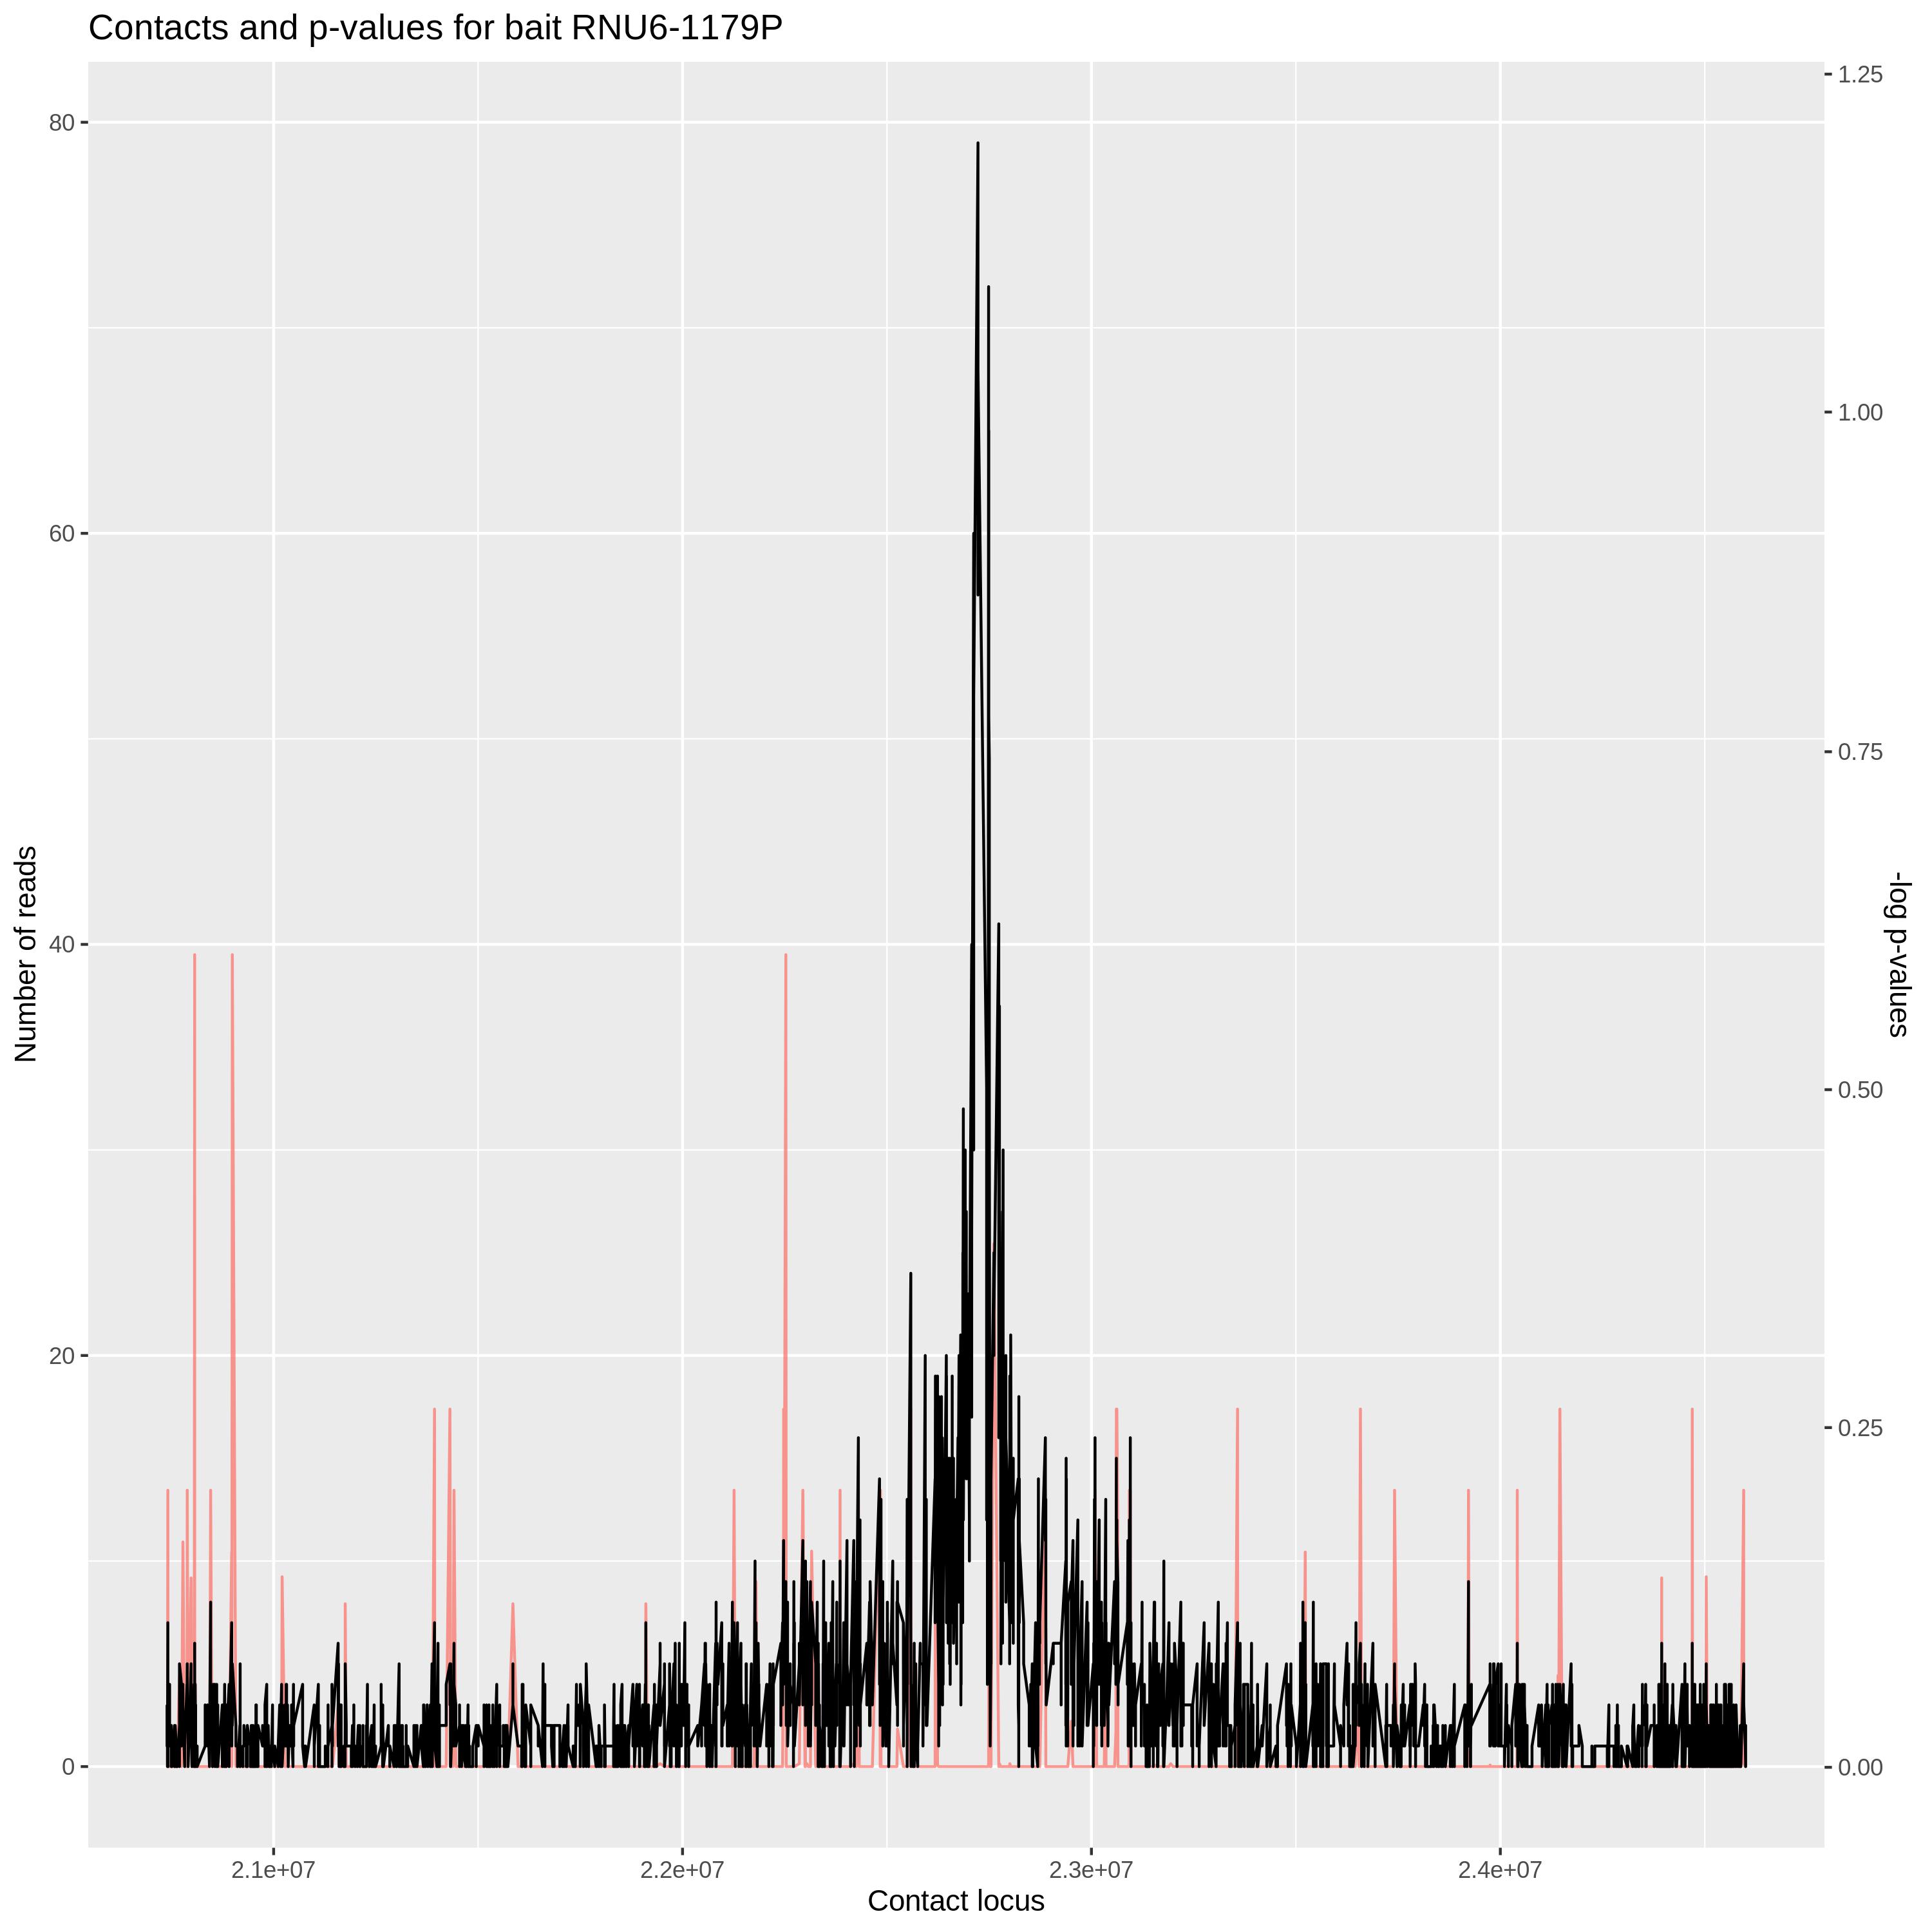 Contacts and p-values for bait RNU6-1179P
80
60
40
20
0
1.25
1.00
0.75
0.50
0.25
0.00
Number of reads
-log p-values
2.1e+07
2.2e+07
2.3e+07
2.4e+07
Contact locus